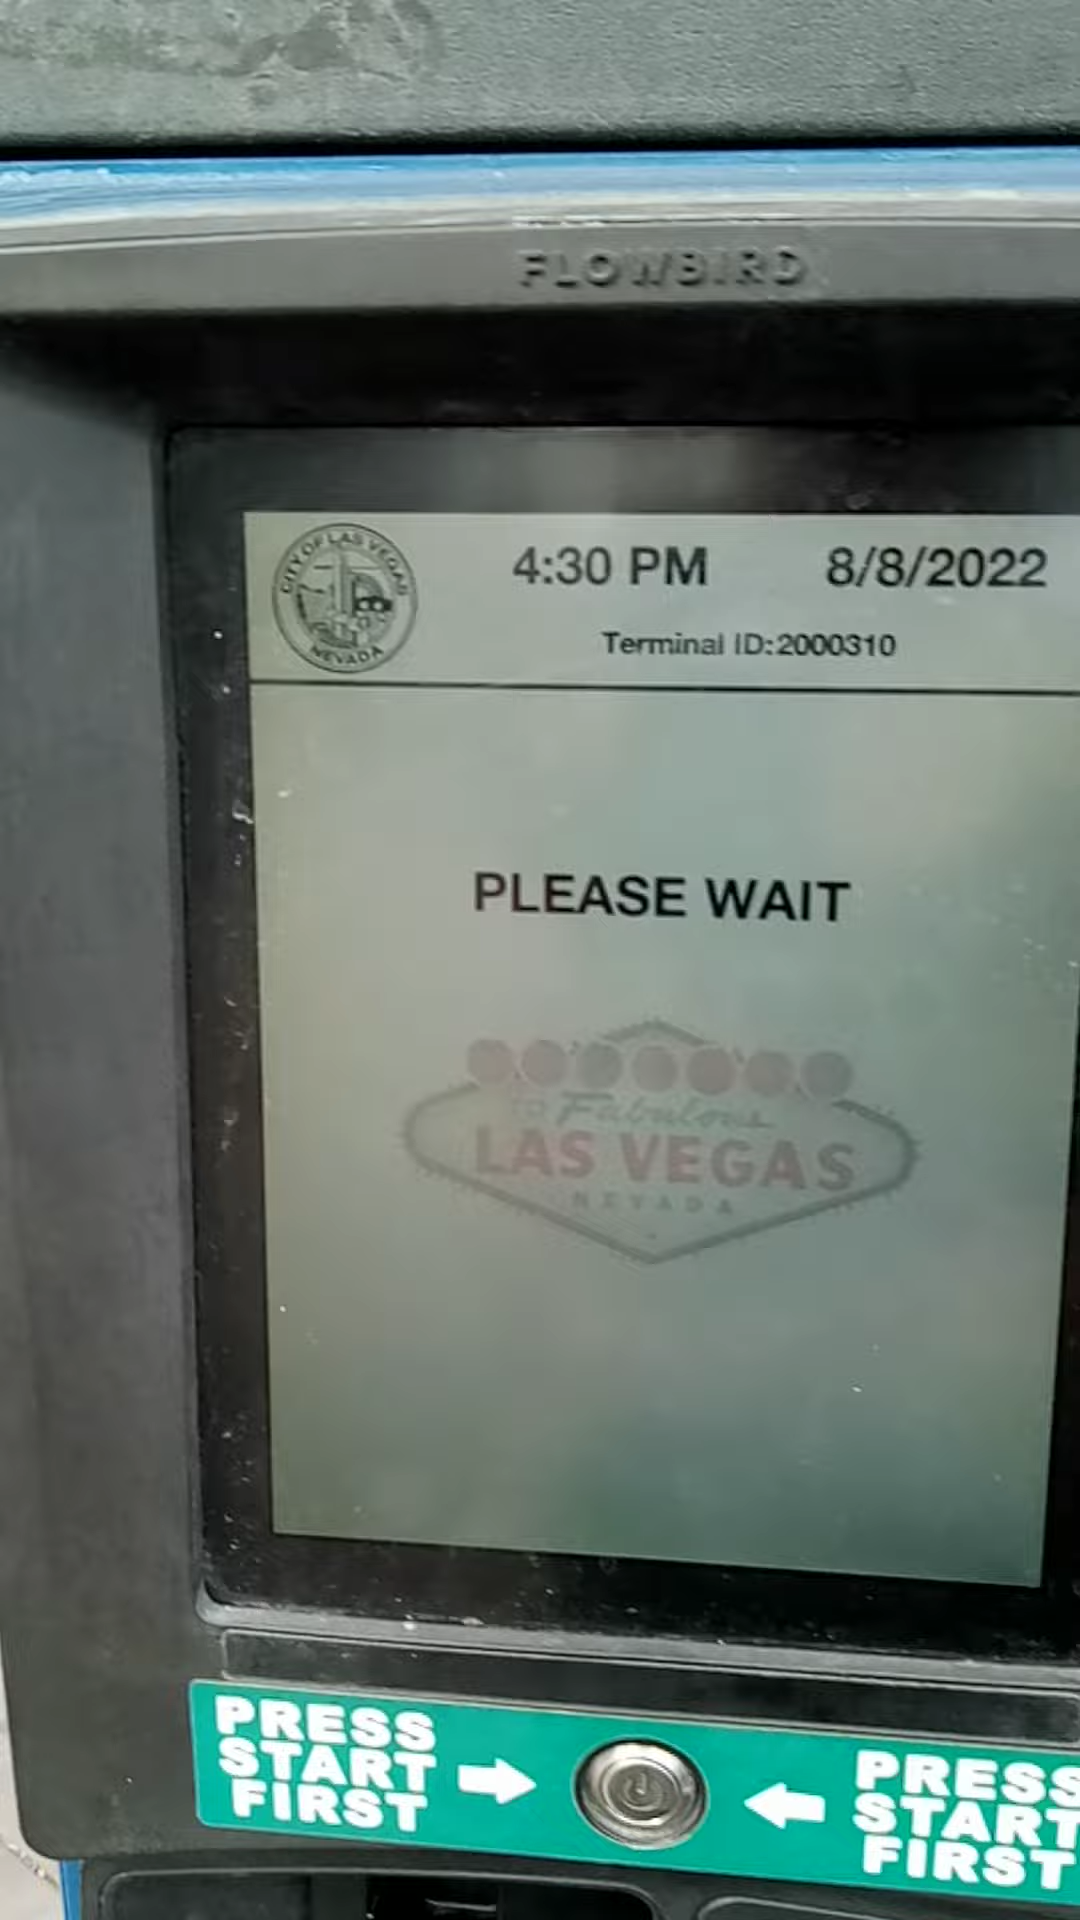 FLOWBIRD
CITY OF LAS VEGAS
NEVADA
4:30 PM 8/8/2022
Terminal ID:2000310
PLEASE WAIT
Fabulous
LAS VEGAS
NEVADA
PRESS
START
FIRST
PRESS
START
FIRST